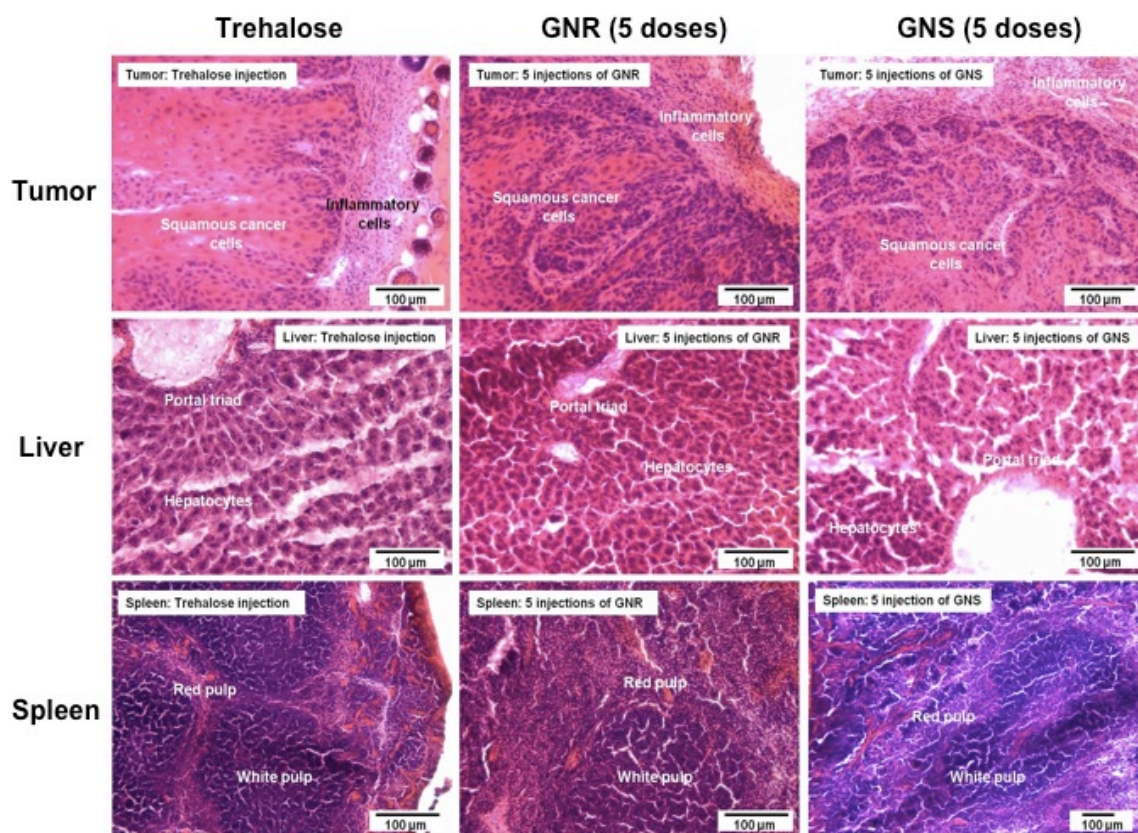 Trehalose
GNR (5 doses)
GNS (5 doses)
Tumor
Tumor: Trehalose injection
Squamous cancer
cells
Inflammatory
cells
100 µm
Tumor: 5 injections of GNR
Inflammatory
cells
Squamous cancer
cells
100 µm
Tumor: 5 injections of GNS
Inflammatory
cells
Squamous cancer
cells
100 µm
Liver
Liver: Trehalose injection
Portal triad
Hepatocytes
100 µm
Liver: 5 injections of GNR
Portal triad
Hepatocytes
100 µm
Liver: 5 injections of GNS
Portal triad
Hepatocytes
100 µm
Spleen
Spleen: Trehalose injection
Red pulp
White pulp
100 µm
Spleen: 5 injections of GNR
Red pulp
White pulp
100 µm
Spleen: 5 injection of GNS
Red pulp
White pulp
100 µm